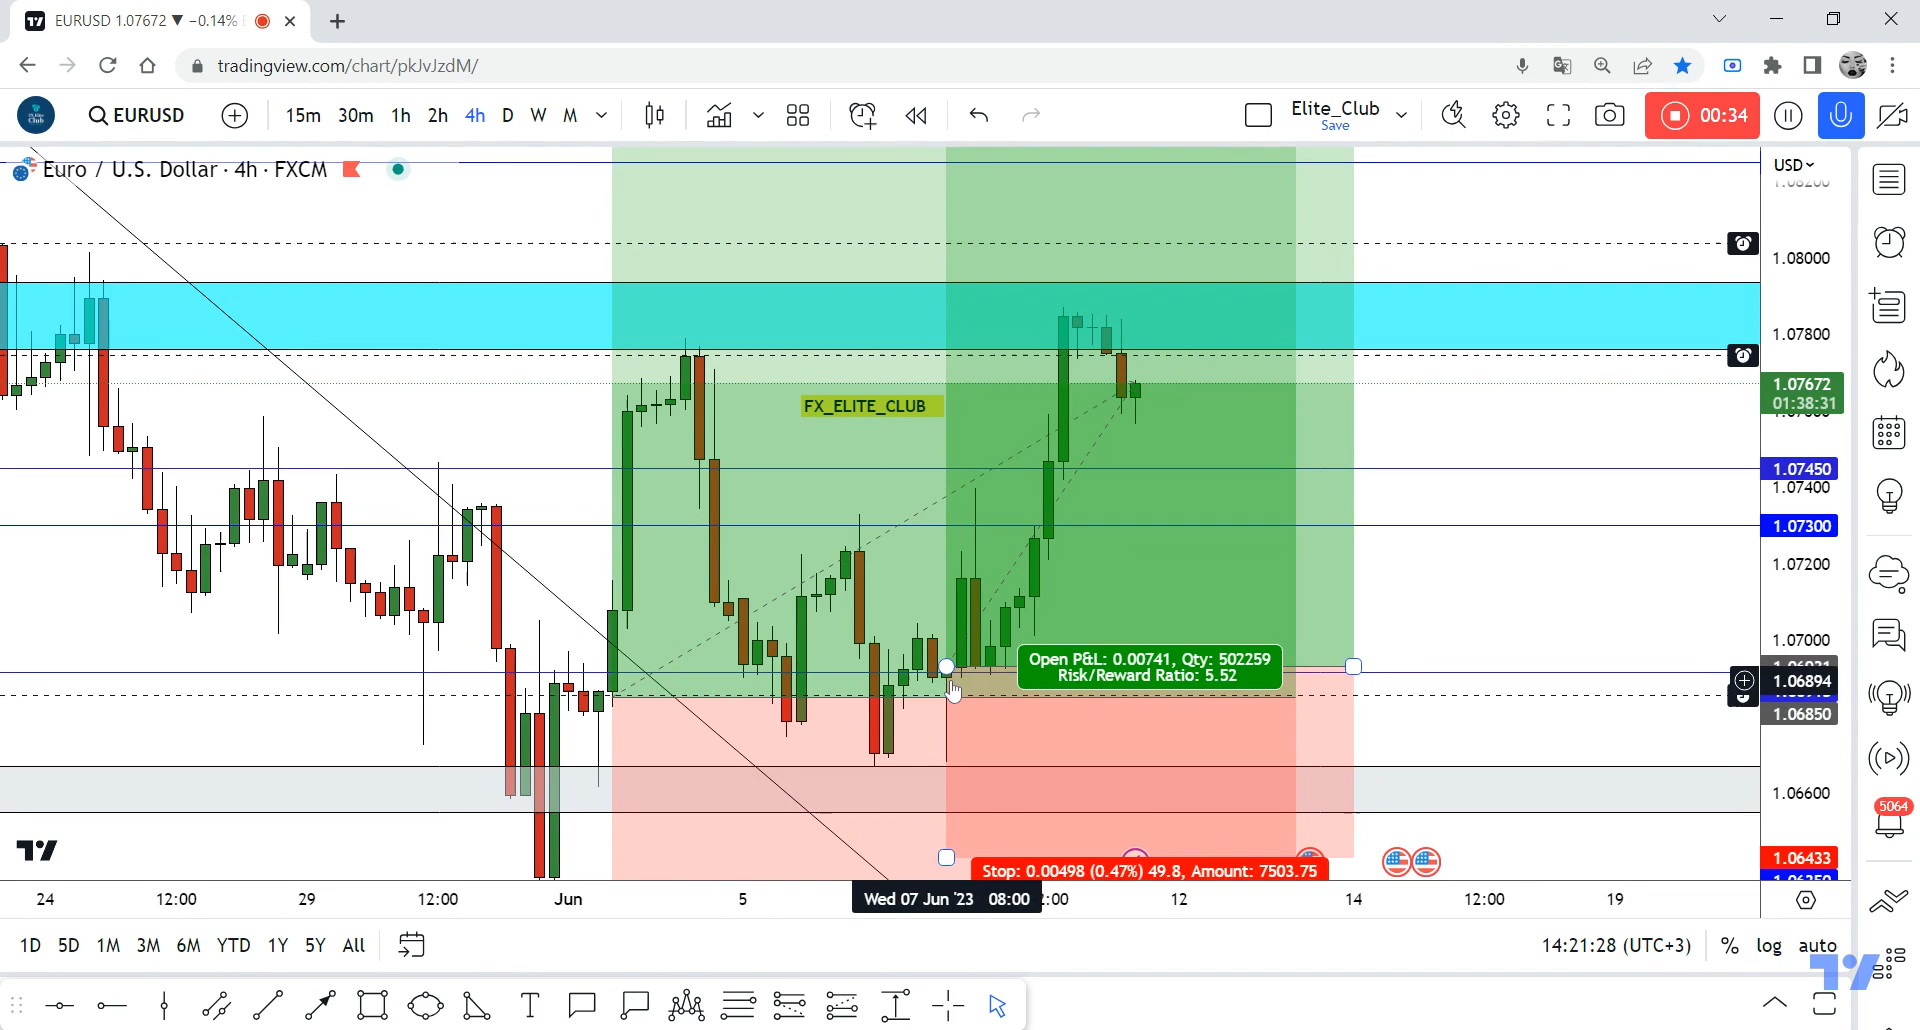 EURUSD 1.07672 ▼ −0.14%
tradingview.com/chart/pkJvJzdM/
EURUSD
15m 30m 1h 2h 4h D W M
Elite_Club
Save
00:34
Euro / U.S. Dollar · 4h · FXCM
USD
1.08200
1.08000
1.07800
1.07672
01:38:31
FX_ELITE_CLUB
1.07450
1.07400
1.07300
1.07200
1.07000
Open P&L: 0.00741, Qty: 502259
Risk/Reward Ratio: 5.52
1.06894
1.06850
1.06600
5064
1.06433
Stop: 0.00498 (0.47%) 49.8, Amount: 7503.75
24 12:00 29 12:00 Jun 5 Wed 07 Jun '23 08:00 2:00 12 14 12:00 19
1D 5D 1M 3M 6M YTD 1Y 5Y All
14:21:28 (UTC+3) % log auto